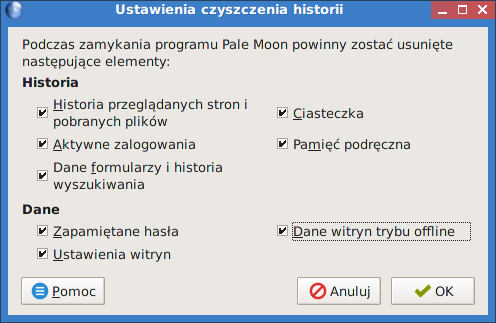 Ustawienia czyszczenia historii
Podczas zamykania programu Pale Moon powinny zostać usunięte
następujące elementy:
Historia
Historia przeglądanych stron i
pobranych plików
Ciasteczka
Aktywne zalogowania
Pamięć podręczna
Dane formularzy i historia
wyszukiwania
Dane
Zapamiętane hasła
Dane witryn trybu offline
Ustawienia witryn
Pomoc
Anuluj
OK